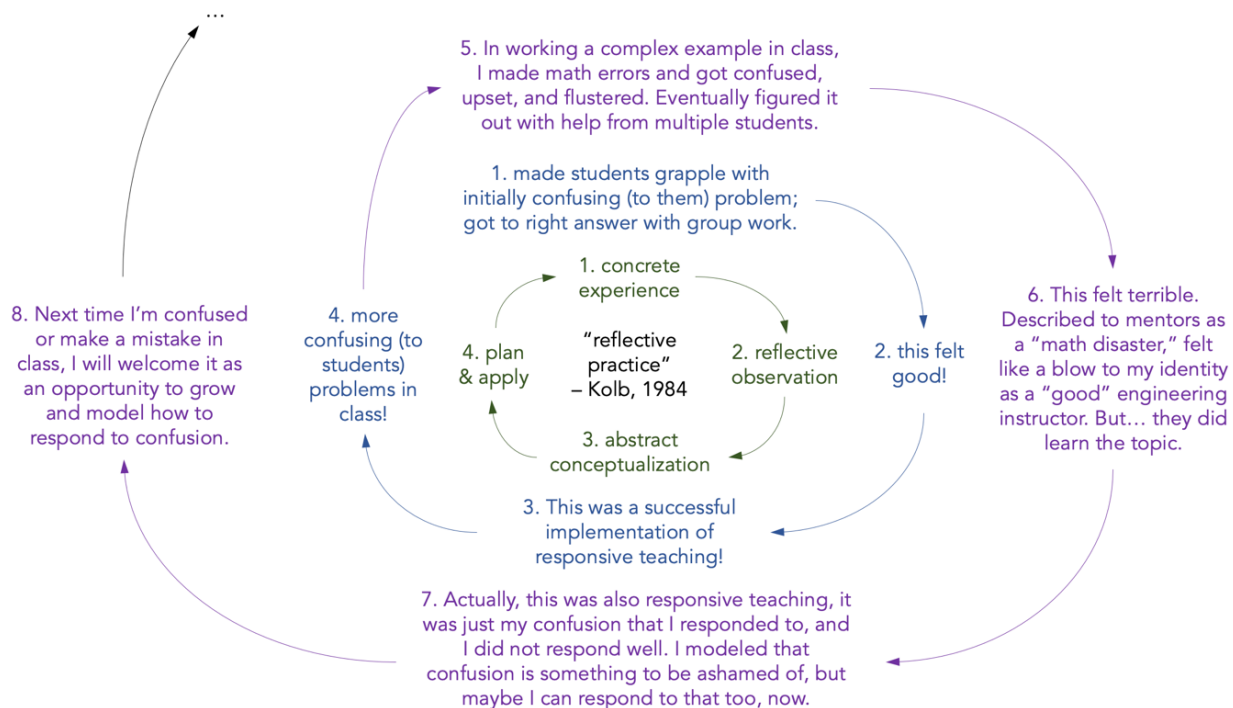 ...
5. In working a complex example in class,
I made math errors and got confused,
upset, and flustered. Eventually figured it
out with help from multiple students.
1. made students grapple with
initially confusing (to them) problem;
got to right answer with group work.
1. concrete
experience
“reflective
practice”
– Kolb, 1984
2. reflective
observation
3. abstract
conceptualization
4. plan
& apply
2. this felt
good!
3. This was a successful
implementation of
responsive teaching!
4. more
confusing (to
students)
problems in
class!
6. This felt terrible.
Described to mentors as
a “math disaster,” felt
like a blow to my identity
as a “good” engineering
instructor. But… they did
learn the topic.
7. Actually, this was also responsive teaching, it
was just my confusion that I responded to, and
I did not respond well. I modeled that
confusion is something to be ashamed of, but
maybe I can respond to that too, now.
8. Next time I’m confused
or make a mistake in
class, I will welcome it as
an opportunity to grow
and model how to
respond to confusion.